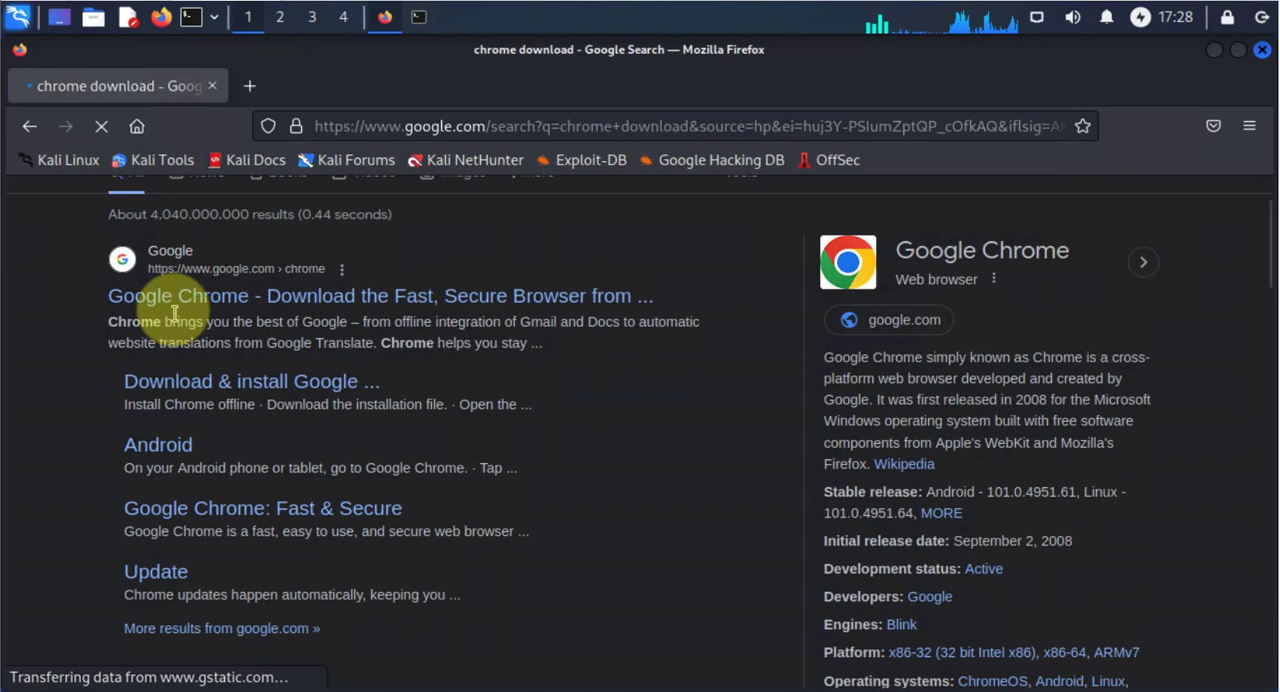 1 2 3 4 17:28
chrome download - Google Search — Mozilla Firefox
chrome download - Goog
https://www.google.com/search?q=chrome+download&source=hp&ei=huj3Y-PSIumZptQP_cOfkAQ&iflsig=A
Kali Linux Kali Tools Kali Docs Kali Forums Kali NetHunter Exploit-DB Google Hacking DB OffSec
About 4,040,000,000 results (0.44 seconds)
Google
https://www.google.com › chrome
Google Chrome - Download the Fast, Secure Browser from ...
Chrome brings you the best of Google – from offline integration of Gmail and Docs to automatic
website translations from Google Translate. Chrome helps you stay ...
Download & install Google ...
Install Chrome offline · Download the installation file. · Open the ...
Android
On your Android phone or tablet, go to Google Chrome. · Tap ...
Google Chrome: Fast & Secure
Google Chrome is a fast, easy to use, and secure web browser ...
Update
Chrome updates happen automatically, keeping you ...
More results from google.com »
Google Chrome
Web browser
google.com
Google Chrome simply known as Chrome is a cross-
platform web browser developed and created by
Google. It was first released in 2008 for the Microsoft
Windows operating system built with free software
components from Apple's WebKit and Mozilla's
Firefox. Wikipedia
Stable release: Android - 101.0.4951.61, Linux -
101.0.4951.64, MORE
Initial release date: September 2, 2008
Development status: Active
Developers: Google
Engines: Blink
Platform: x86-32 (32 bit Intel x86), x86-64, ARMv7
Operating systems: ChromeOS, Android, Linux,
Transferring data from www.gstatic.com...